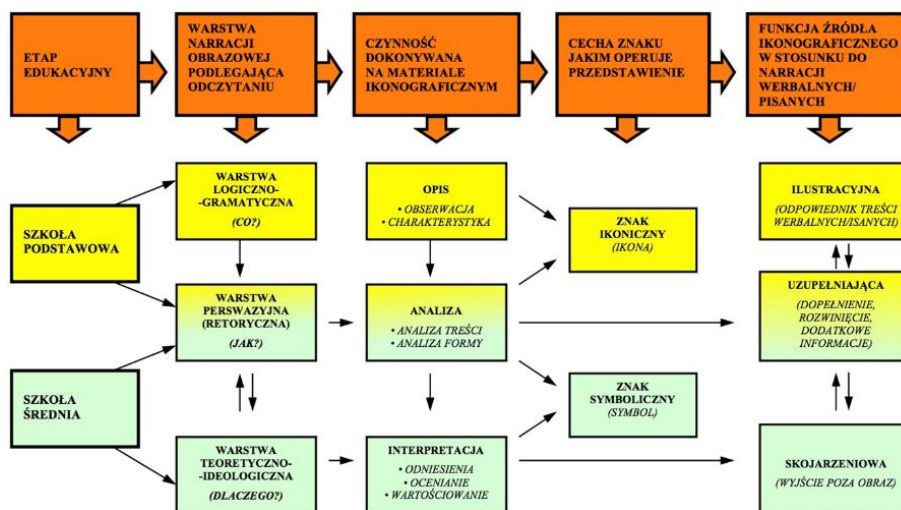 ETAP
EDUKACYJNY
WARSTWA
NARRACJI
OBRAZOWEJ
PODLEGAJĄCA
ODCZYTANIU
CZYNNOŚĆ
DOKONYWANA
NA MATERIALE
IKONOGRAFICZNYM
CECHA ZNAKU
JAKIM OPERUJE
PRZEDSTAWIENIE
FUNKCJA ŹRÓDŁA
IKONOGRAFICZNEGO
W STOSUNKU DO
NARRACJI
WERBALNYCH/
PISANYCH
SZKOŁA
PODSTAWOWA
WARSTWA
LOGICZNO-
-GRAMATYCZNA
(CO?)
OPIS
• OBSERWACJA
• CHARAKTERYSTYKA
ZNAK
IKONICZNY
(IKONA)
ILUSTRACYJNA
(ODPOWIEDNIK TREŚCI
WERBALNYCH/ISANYCH)
WARSTWA
PERSWAZYJNA
(RETORYCZNA)
(JAK?)
ANALIZA
• ANALIZA TREŚCI
• ANALIZA FORMY
UZUPEŁNIAJĄCA
(DOPEŁNIENIE,
ROZWINIĘCIE,
DODATKOWE
INFORMACJE)
SZKOŁA
ŚREDNIA
ZNAK
SYMBOLICZNY
(SYMBOL)
WARSTWA
TEORETYCZNO-
-IDEOLOGICZNA
(DLACZEGO?)
INTERPRETACJA
• ODNIESIENIA
• OCENIANIE
• WARTOŚCIOWANIE
SKOJARZENIOWA
(WYJŚCIE POZA OBRAZ)